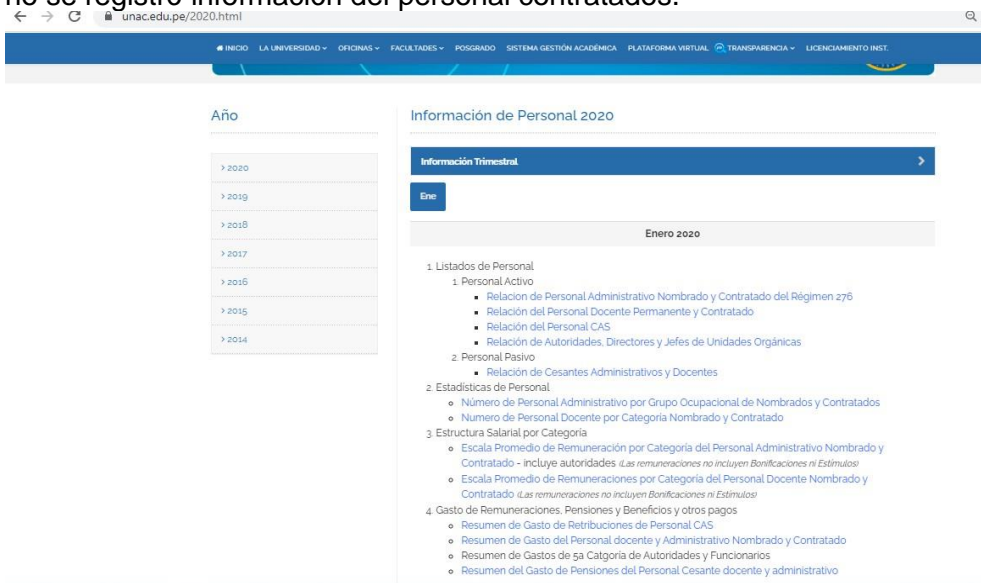 no se registró información del personal contratados.
unac.edu.pe/2020.html
INICIO LA UNIVERSIDAD OFICINAS FACULTADES POSGRADO SISTEMA GESTIÓN ACADÉMICA PLATAFORMA VIRTUAL TRANSPARENCIA LICENCIAMIENTO INST.
Año
> 2020
> 2019
> 2018
> 2017
> 2016
> 2015
> 2014
Información de Personal 2020
Información Trimestral
Ene
Enero 2020
1. Listados de Personal
1. Personal Activo
Relacion de Personal Administrativo Nombrado y Contratado del Régimen 276
Relación del Personal Docente Permanente y Contratado
Relación del Personal CAS
Relación de Autoridades, Directores y Jefes de Unidades Orgánicas
2. Personal Pasivo
Relación de Cesantes Administrativos y Docentes
2. Estadísticas de Personal
Número de Personal Administrativo por Grupo Ocupacional de Nombrados y Contratados
Numero de Personal Docente por Categoría Nombrado y Contratado
3. Estructura Salarial por Categoría
Escala Promedio de Remuneración por Categoría del Personal Administrativo Nombrado y
Contratado - incluye autoridades (Las remuneraciones no incluyen Bonificaciones ni Estímulos)
Escala Promedio de Remuneraciones por Categoría del Personal Docente Nombrado y
Contratado (Las remuneraciones no incluyen Bonificaciones ni Estímulos)
4. Gasto de Remuneraciones, Pensiones y Beneficios y otros pagos
Resumen de Gasto de Retribuciones de Personal CAS
Resumen de Gasto del Personal docente y Administrativo Nombrado y Contratado
Resumen de Gastos de 5a Catgoría de Autoridades y Funcionarios
Resumen del Gasto de Pensiones del Personal Cesante docente y administrativo